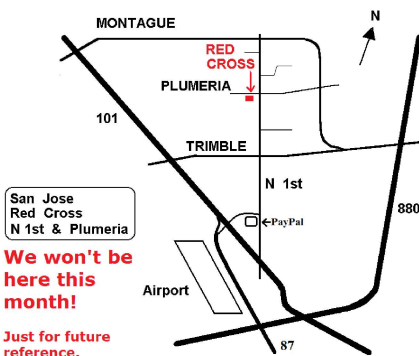 MONTAGUE
N
RED
CROSS
PLUMERIA
101
TRIMBLE
N 1st
880
San Jose
Red Cross
N 1st & Plumeria
←PayPal
We won't be
here this
month!
Airport
Just for future
reference.
87